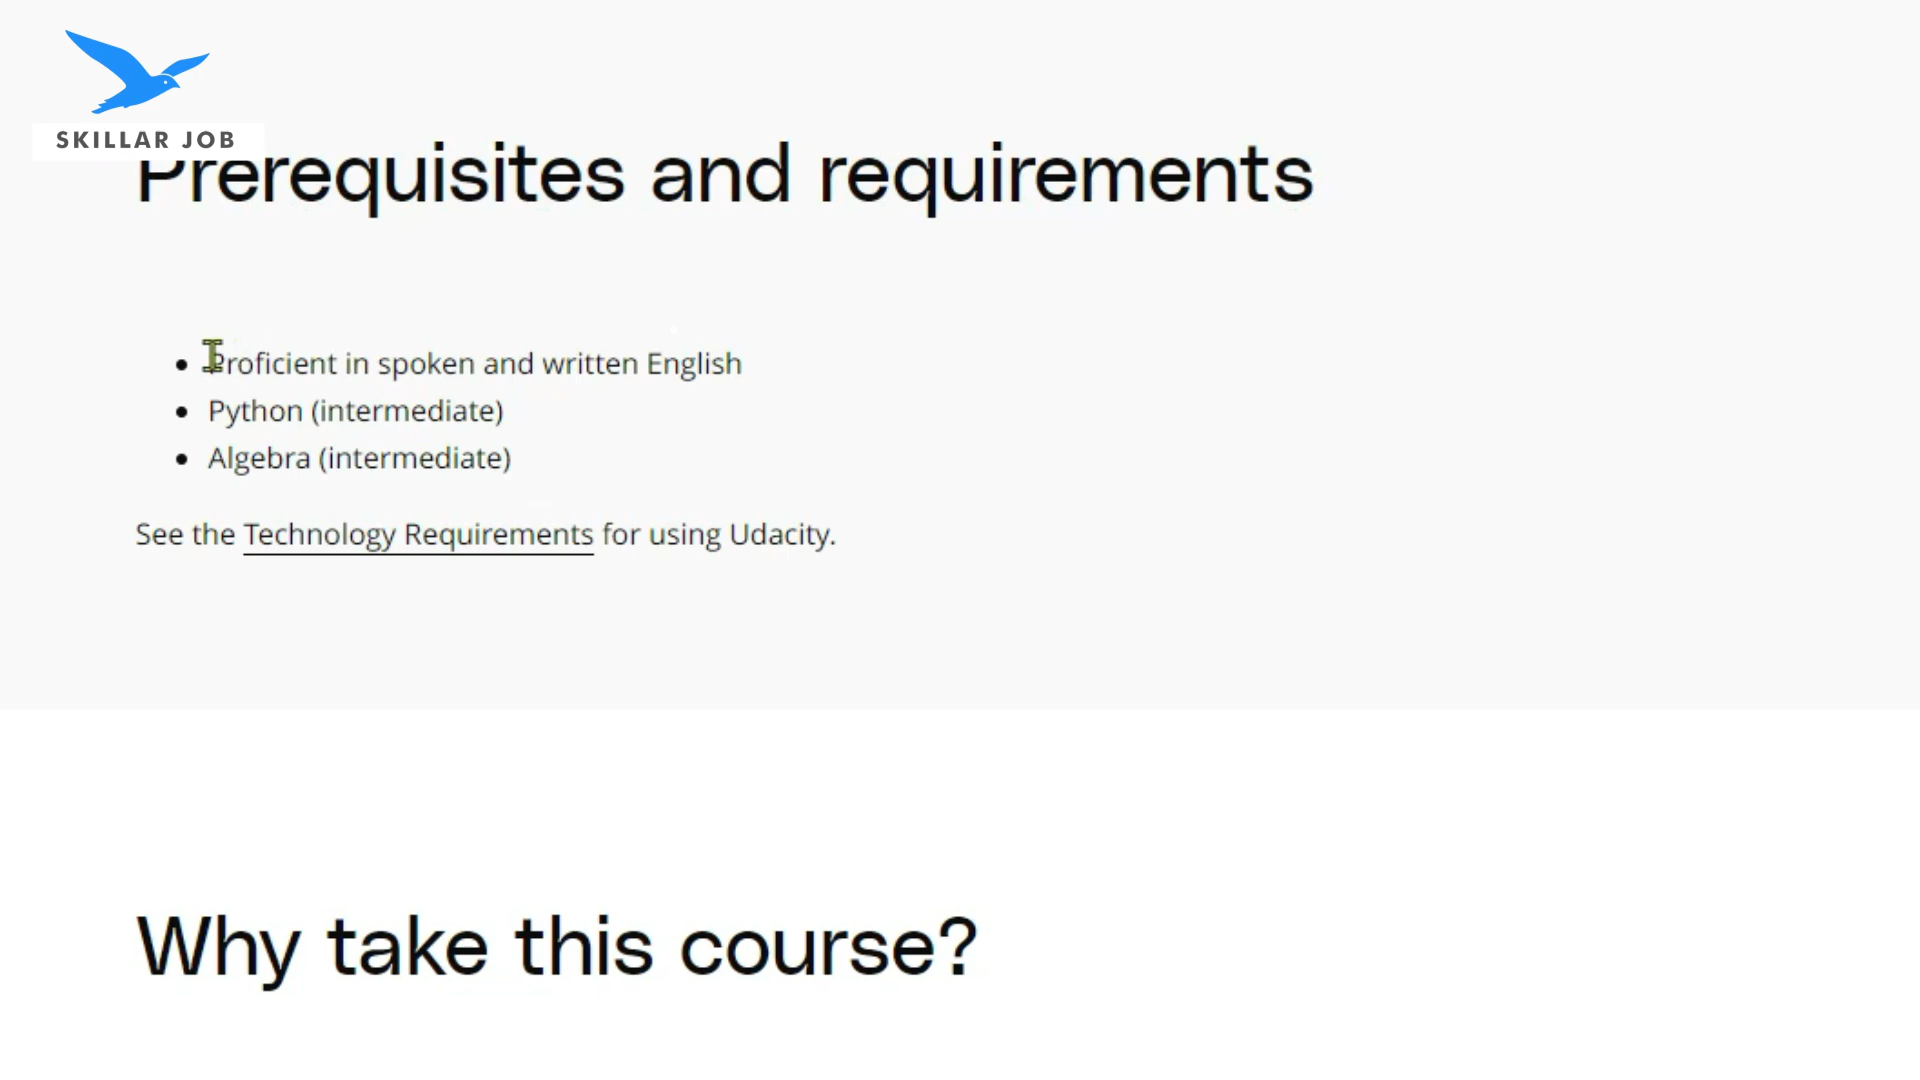 SKILLAR JOB
Prerequisites and requirements
Proficient in spoken and written English
Python (intermediate)
Algebra (intermediate)
See the Technology Requirements for using Udacity.
Why take this course?